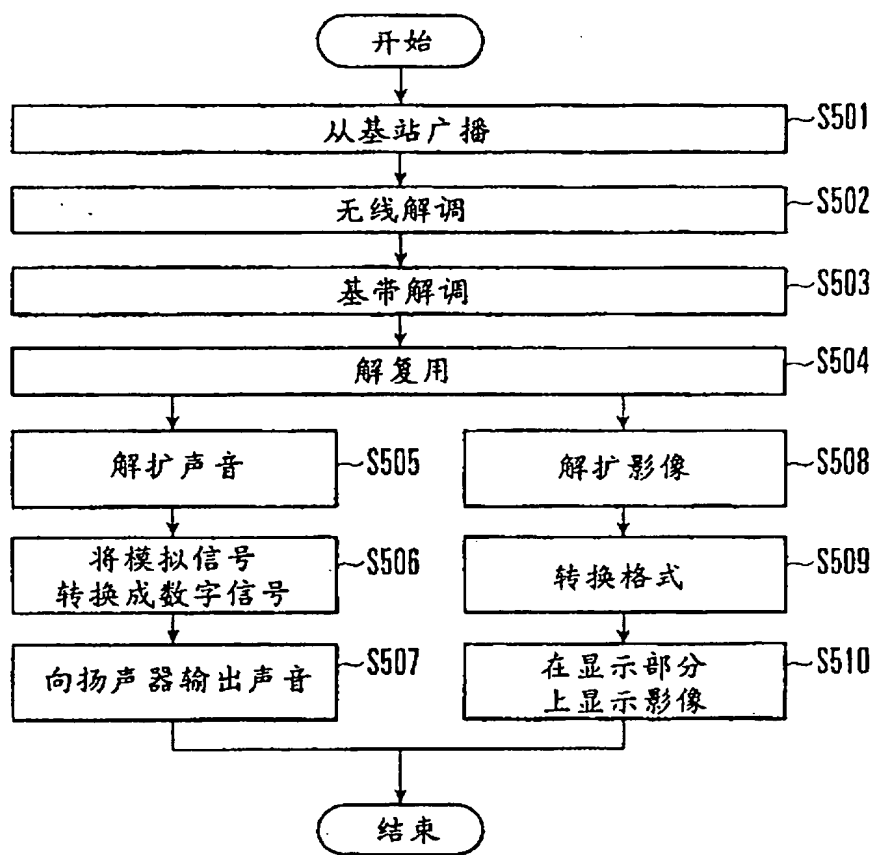 开始
从基站广播
S501
无线解调
S502
基带解调
S503
解复用
S504
解扩声音
S505
解扩影像
S508
将模拟信号
转换成数字信号
S506
转换格式
S509
向扬声器输出声音
S507
在显示部分
上显示影像
S510
结束